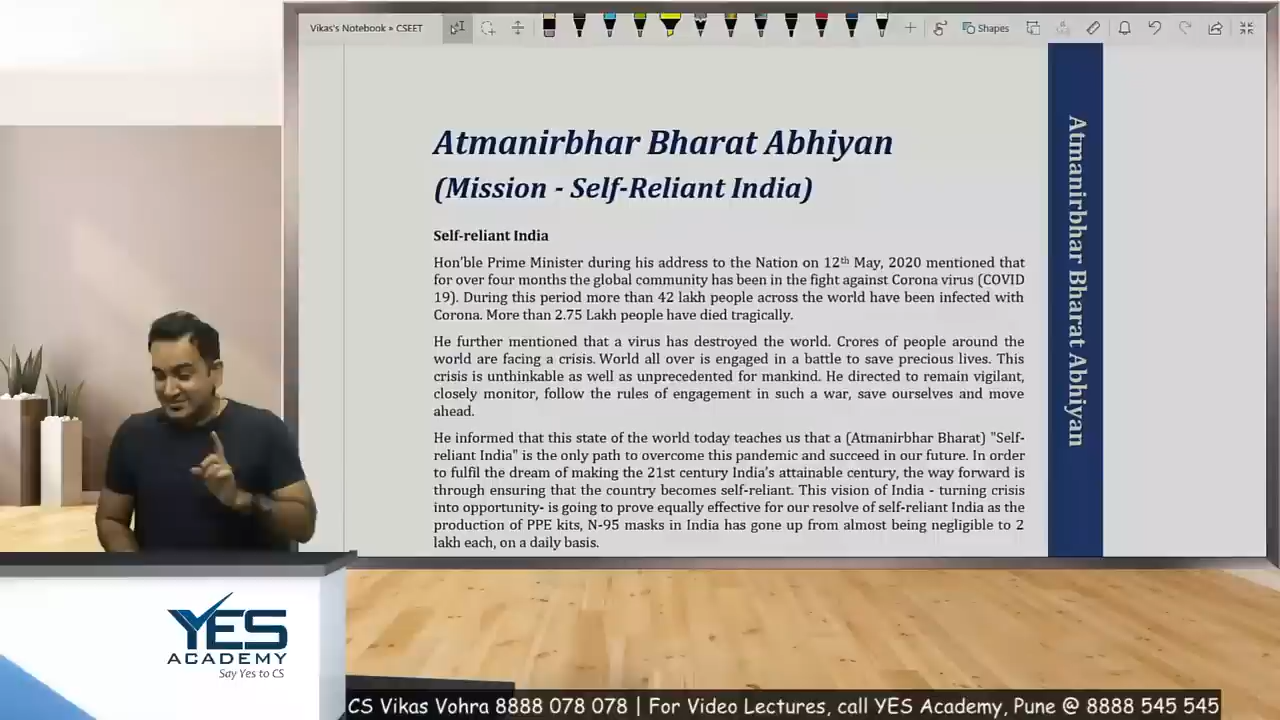 Vikas's Notebook » CSEET
Shapes
Atmanirbhar Bharat Abhiyan
(Mission - Self-Reliant India)
Self-reliant India
Hon'ble Prime Minister during his address to the Nation on 12th May, 2020 mentioned that
for over four months the global community has been in the fight against Corona virus (COVID
19). During this period more than 42 lakh people across the world have been infected with
Corona. More than 2.75 Lakh people have died tragically.
He further mentioned that a virus has destroyed the world. Crores of people around the
world are facing a crisis. World all over is engaged in a battle to save precious lives. This
crisis is unthinkable as well as unprecedented for mankind. He directed to remain vigilant,
closely monitor, follow the rules of engagement in such a war, save ourselves and move
ahead.
He informed that this state of the world today teaches us that a (Atmanirbhar Bharat) "Self-
reliant India" is the only path to overcome this pandemic and succeed in our future. In order
to fulfil the dream of making the 21st century India's attainable century, the way forward is
through ensuring that the country becomes self-reliant. This vision of India - turning crisis
into opportunity- is going to prove equally effective for our resolve of self-reliant India as the
production of PPE kits, N-95 masks in India has gone up from almost being negligible to 2
lakh each, on a daily basis.
Atmanirbhar Bharat Abhiyan
YES
ACADEMY
Say Yes to CS
CS Vikas Vohra 8888 078 078 | For Video Lectures, call YES Academy, Pune @ 8888 545 545